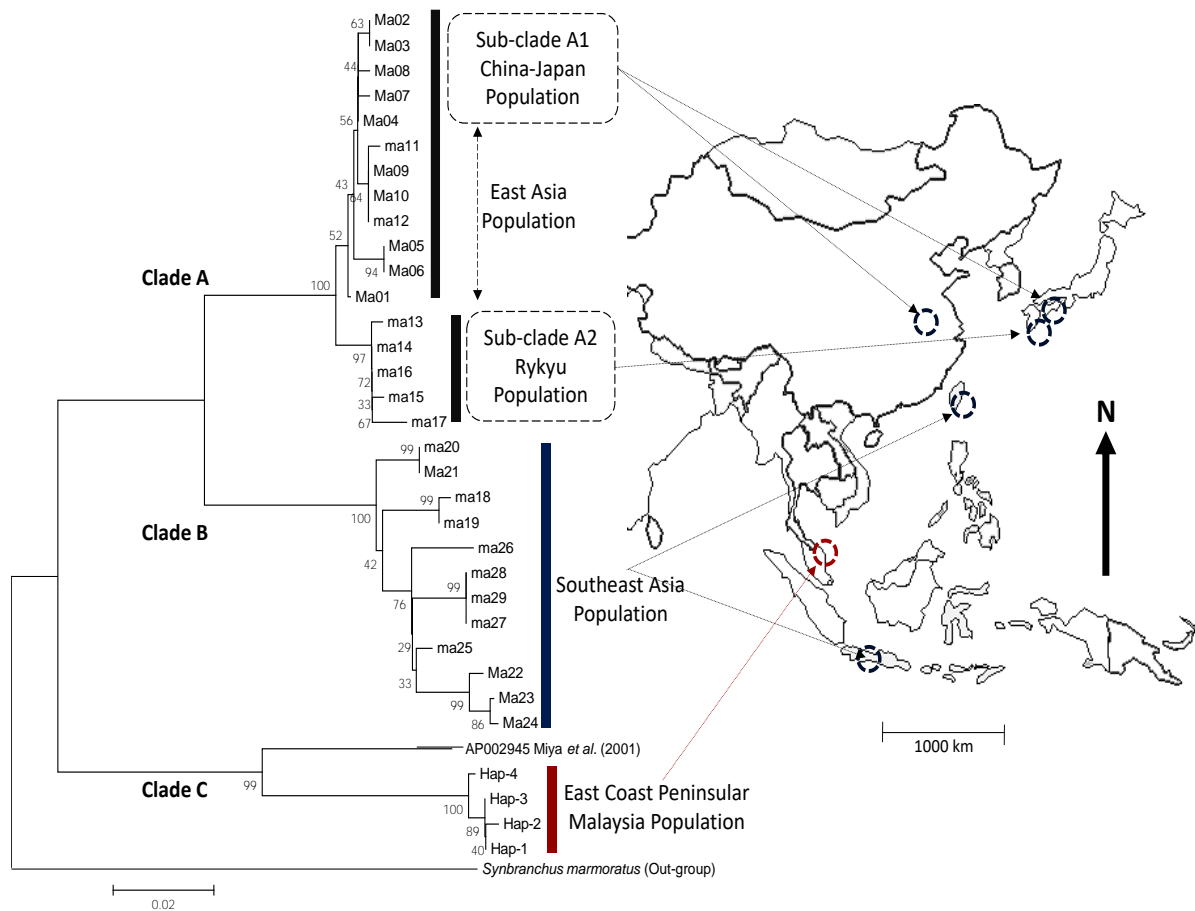 63
Ma02
Ma03
44
Ma08
Ma07
56
Ma04
ma11
Ma09
43
64
Ma10
ma12
52
Ma05
94
Ma06
Clade A
100
Ma01
ma13
ma14
97
ma16
72
ma15
33
67
ma17
99
ma20
Ma21
99
ma18
ma19
100
Clade B
42
ma26
ma28
99
ma29
76
ma27
29
ma25
33
Ma22
99
Ma23
86
Ma24
AP002945 Miya et al. (2001)
99
Clade C
Hap-4
100
Hap-3
89
Hap-2
40
Hap-1
Synbranchus marmoratus (Out-group)
0.02
Sub-clade A1
China-Japan
Population
East Asia
Population
Sub-clade A2
Rykyu
Population
Southeast Asia
Population
East Coast Peninsular
Malaysia Population
N
1000 km